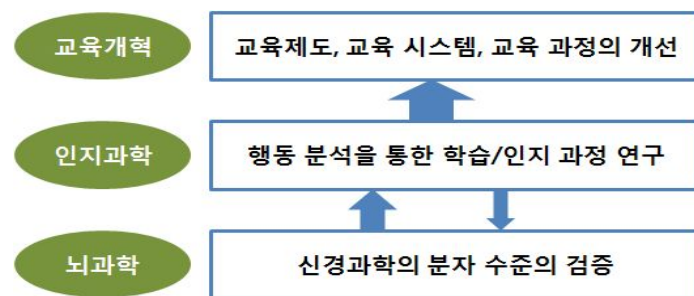 교육개혁
교육제도, 교육 시스템, 교육 과정의 개선
인지과학
행동 분석을 통한 학습/인지 과정 연구
뇌과학
신경과학의 분자 수준의 검증